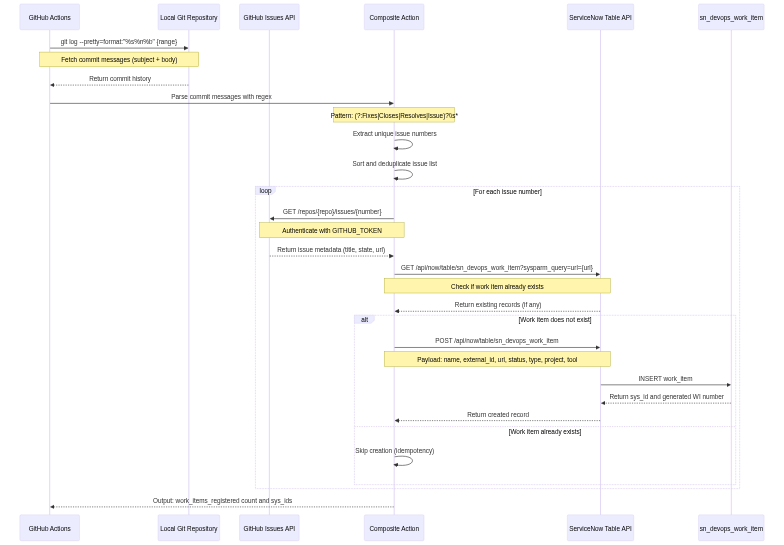 GitHub Actions
Local Git Repository
GitHub Issues API
Composite Action
ServiceNow Table API
sn_devops_work_item
git log --pretty=format:"%s%n%b" {range}
Fetch commit messages (subject + body)
Return commit history
Parse commit messages with regex
Pattern: (?:Fixes|Closes|Resolves|Issue)?\s*
Extract unique issue numbers
Sort and deduplicate issue list
loop
[For each issue number]
GET /repos/{repo}/issues/{number}
Authenticate with GITHUB_TOKEN
Return issue metadata (title, state, url)
GET /api/now/table/sn_devops_work_item?sysparm_query=url={url}
Check if work item already exists
Return existing records (if any)
alt
[Work item does not exist]
POST /api/now/table/sn_devops_work_item
Payload: name, external_id, url, status, type, project, tool
INSERT work_item
Return sys_id and generated WI number
Return created record
[Work item already exists]
Skip creation (idempotency)
Output: work_items_registered count and sys_ids
GitHub Actions
Local Git Repository
GitHub Issues API
Composite Action
ServiceNow Table API
sn_devops_work_item